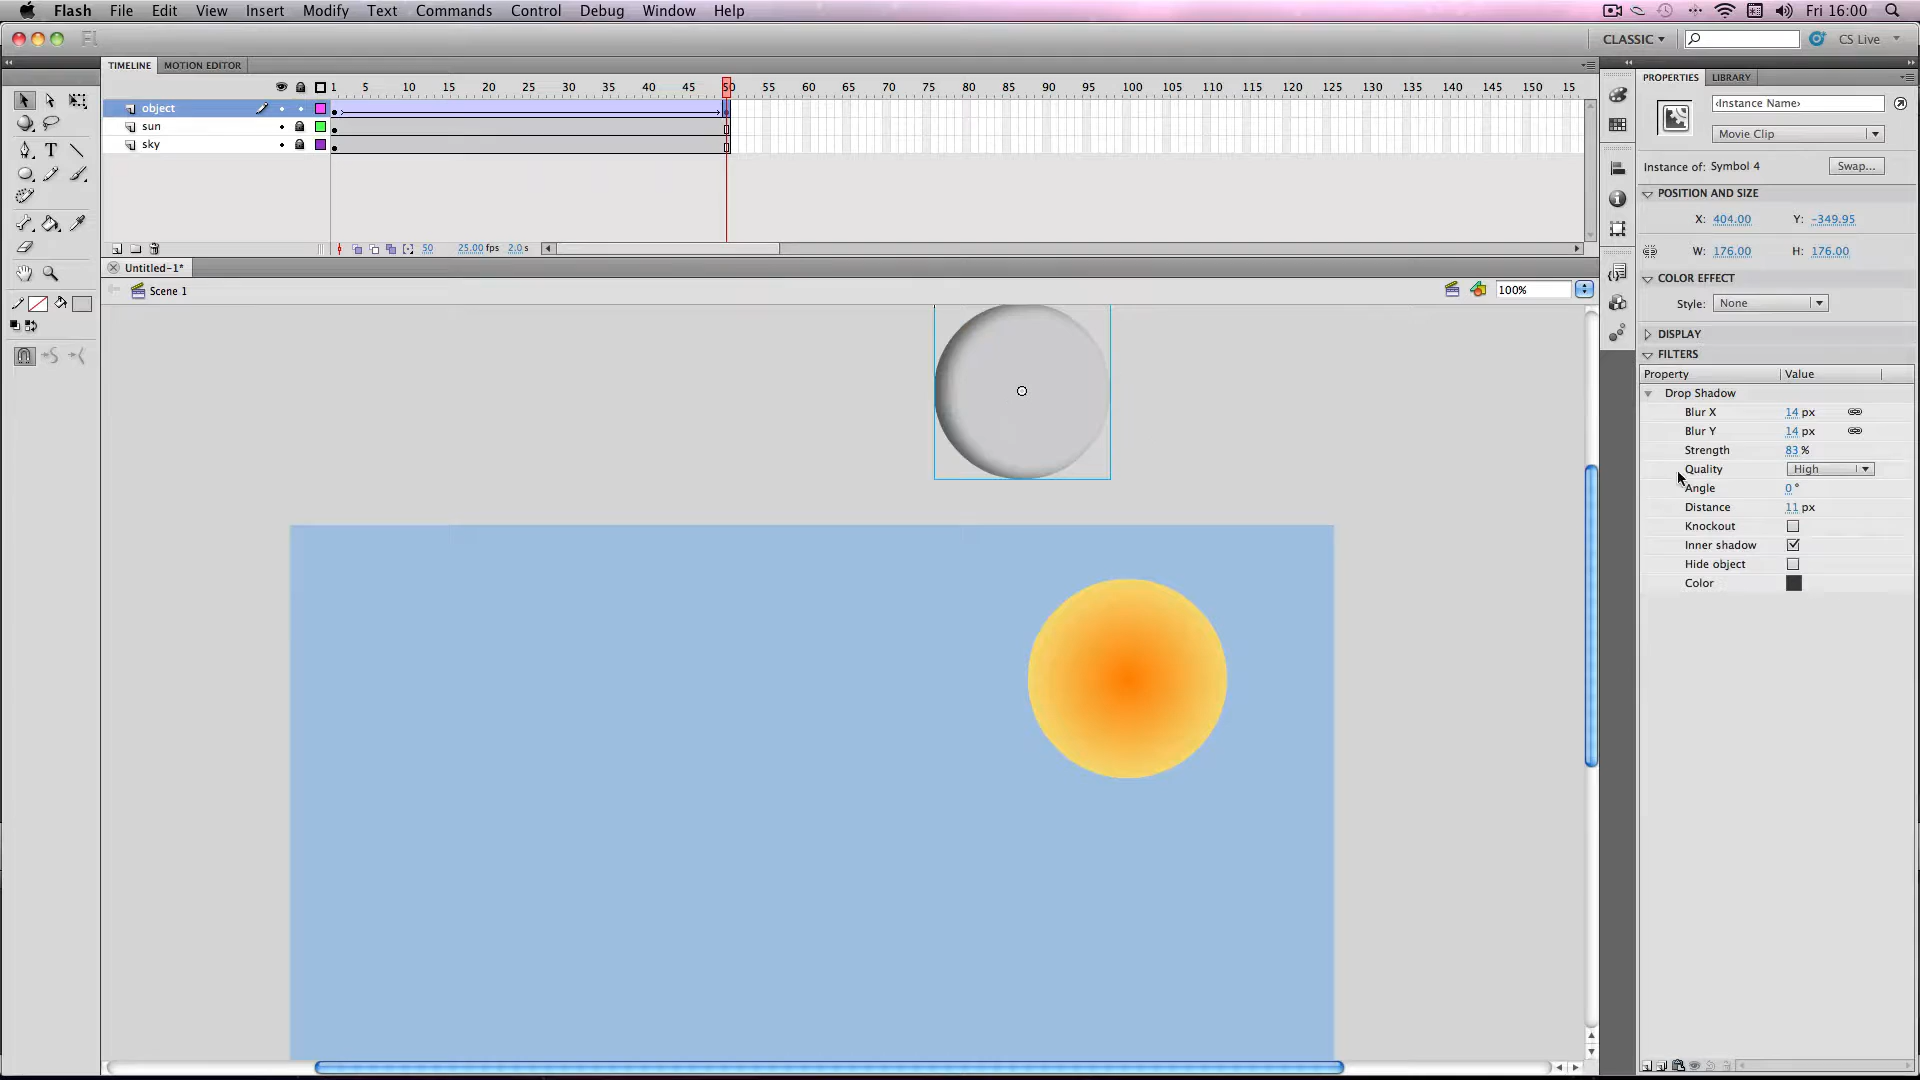 Flash File Edit View Insert Modify Text Commands Control Debug Window Help Fri 16:00
CLASSIC CS Live
TIMELINE MOTION EDITOR
1 5 10 15 20 25 30 35 40 45 50 55 60 65 70 75 80 85 90 95 100 105 110 115 120 125 130 135 140 145 150 15
object
sun
sky
50 25.00 fps 2.0 s
Untitled-1*
Scene 1 100%
PROPERTIES LIBRARY
<Instance Name>
Movie Clip
Instance of: Symbol 4 Swap...
POSITION AND SIZE
X: 404.00 Y: -349.95
W: 176.00 H: 176.00
COLOR EFFECT
Style: None
DISPLAY
FILTERS
Property Value
Drop Shadow
Blur X 14 px
Blur Y 14 px
Strength 83 %
Quality High
Angle 0 °
Distance 11 px
Knockout
Inner shadow
Hide object
Color